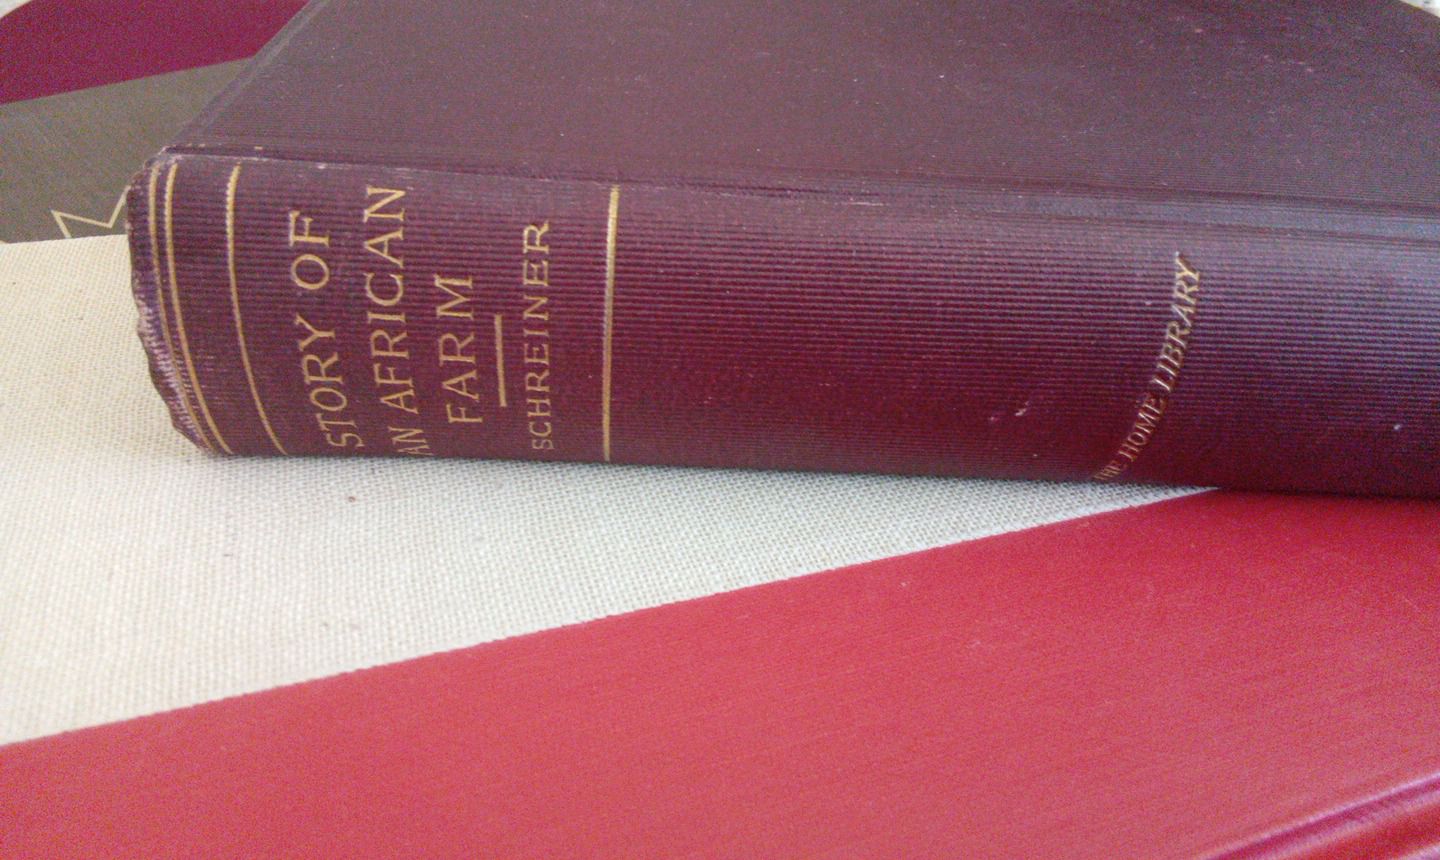 STORY OF
AN AFRICAN
FARM
SCHREINER
THE HOME LIBRARY